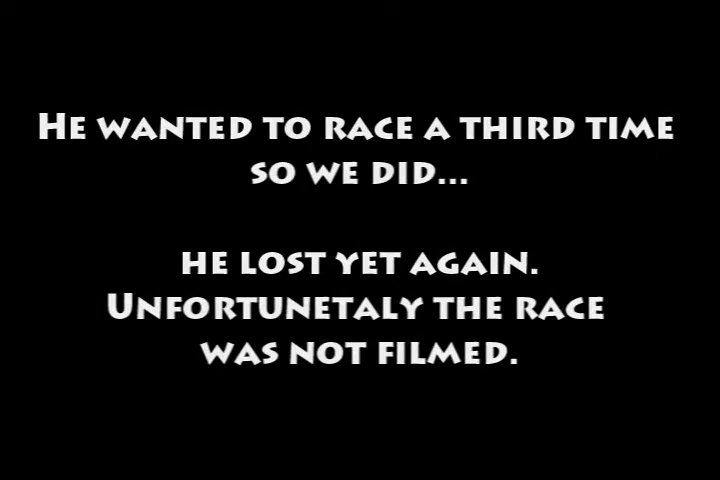 He wanted to race a third time
so we did...
he lost yet again.
Unfortunetaly the race
was not filmed.